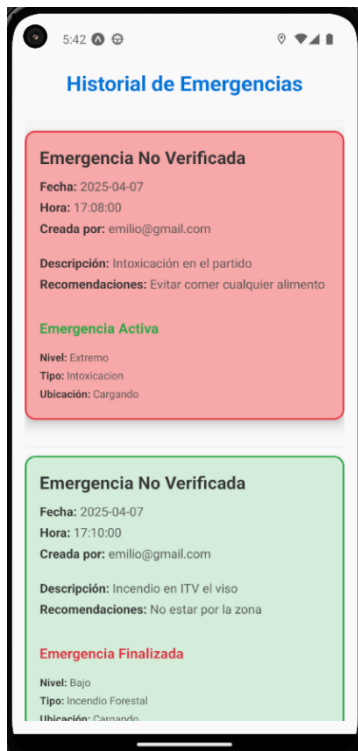 5:42
Historial de Emergencias
Emergencia No Verificada
Fecha: 2025-04-07
Hora: 17:08:00
Creada por: emilio@gmail.com
Descripción: Intoxicación en el partido
Recomendaciones: Evitar comer cualquier alimento
Emergencia Activa
Nivel: Extremo
Tipo: Intoxicacion
Ubicación: Cargando
Emergencia No Verificada
Fecha: 2025-04-07
Hora: 17:10:00
Creada por: emilio@gmail.com
Descripción: Incendio en ITV el viso
Recomendaciones: No estar por la zona
Emergencia Finalizada
Nivel: Bajo
Tipo: Incendio Forestal
Ubicación: Cargando